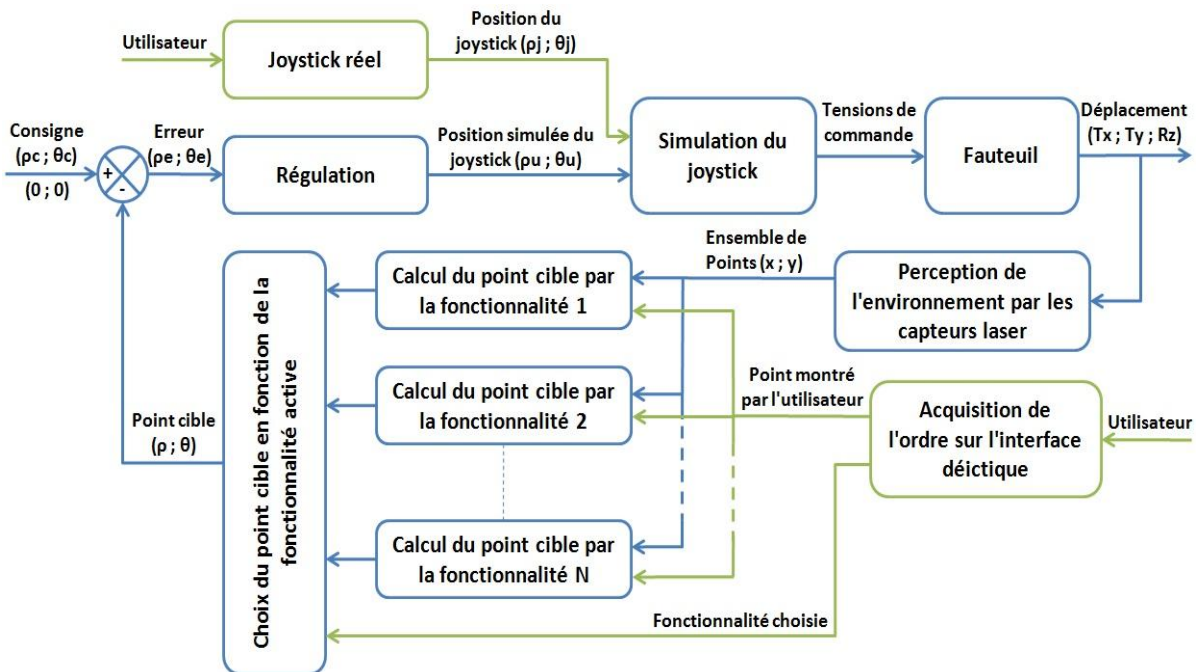 Utilisateur
Joystick réel
Position du
joystick (ρj ; θj)
Consigne
(ρc ; θc)
(0 ; 0)
+
-
Erreur
(ρe ; θe)
Régulation
Position simulée du
joystick (ρu ; θu)
Simulation du
joystick
Tensions de
commande
Fauteuil
Déplacement
(Tx ; Ty ; Rz)
Ensemble de
Points (x ; y)
Perception de
l'environnement par les
capteurs laser
Calcul du point cible par
la fonctionnalité 1
Calcul du point cible par
la fonctionnalité 2
Calcul du point cible par
la fonctionnalité N
Choix du point cible en fonction de la
fonctionnalité active
Point cible
(ρ ; θ)
Point montré
par l'utilisateur
Acquisition de
l'ordre sur l'interface
déictique
Utilisateur
Fonctionnalité choisie